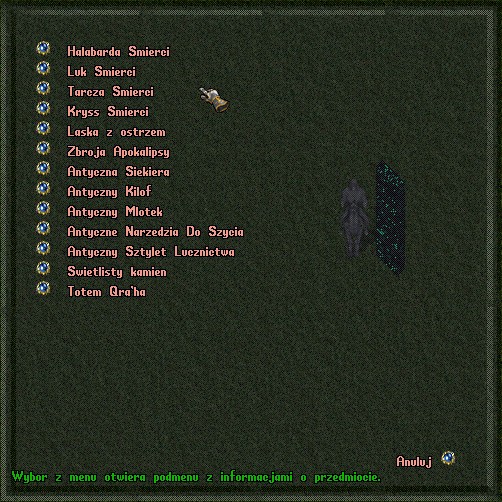 Halabarda Smierci
Luk Smierci
Tarcza Smierci
Kryss Smierci
Laska z ostrzem
Zbroja Apokalipsy
Antyczna Siekiera
Antyczny Kilof
Antyczny Mlotek
Antyczne Narzedzia Do Szycia
Antyczny Sztylet Lucznictwa
Swietlisty kamien
Totem Qra'ha
Anuluj
Wybor z menu otwiera podmenu z informacjami o przedmiocie.